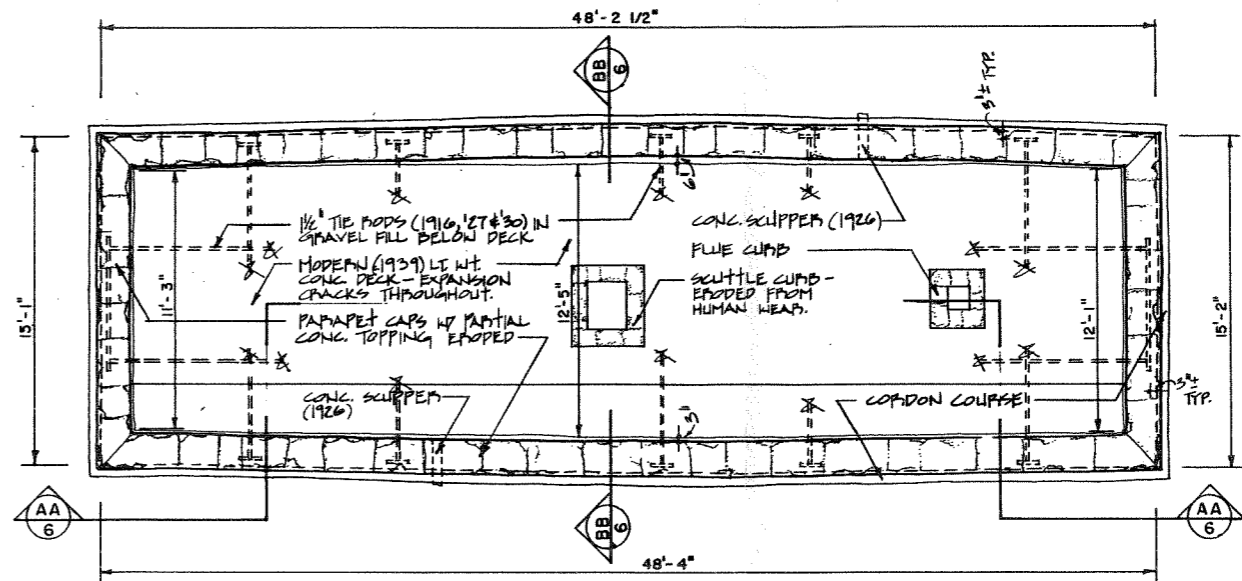 48'-2 1/2"
BB
6
3"± TYP.
15'-1"
11'-3"
1½" TIE RODS (1916, '27 & '30) IN
GRAVEL FILL BELOW DECK
MODERN (1939) LT. WT.
CONC. DECK - EXPANSION
CRACKS THROUGHOUT.
PARAPET CAPS W/ PARTIAL
CONC. TOPPING ERODED
CONC. SCUPPER
(1926)
12'-5"
6"
CONC. SCUPPER (1926)
FLUE CURB
SCUTTLE CURB -
ERODED FROM
HUMAN WEAR.
12'-1"
15'-2"
3"±
TYP.
CORDON COURSE
3"
AA
6
BB
6
AA
6
48'-4"